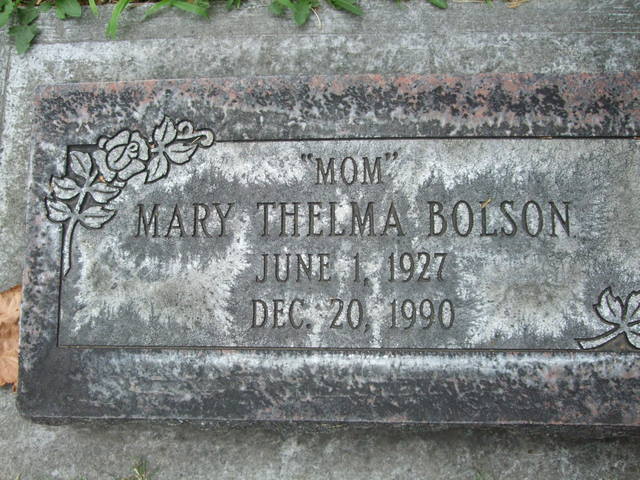 "MOM"
MARY THELMA BOLSON
JUNE 1, 1927
DEC. 20, 1990